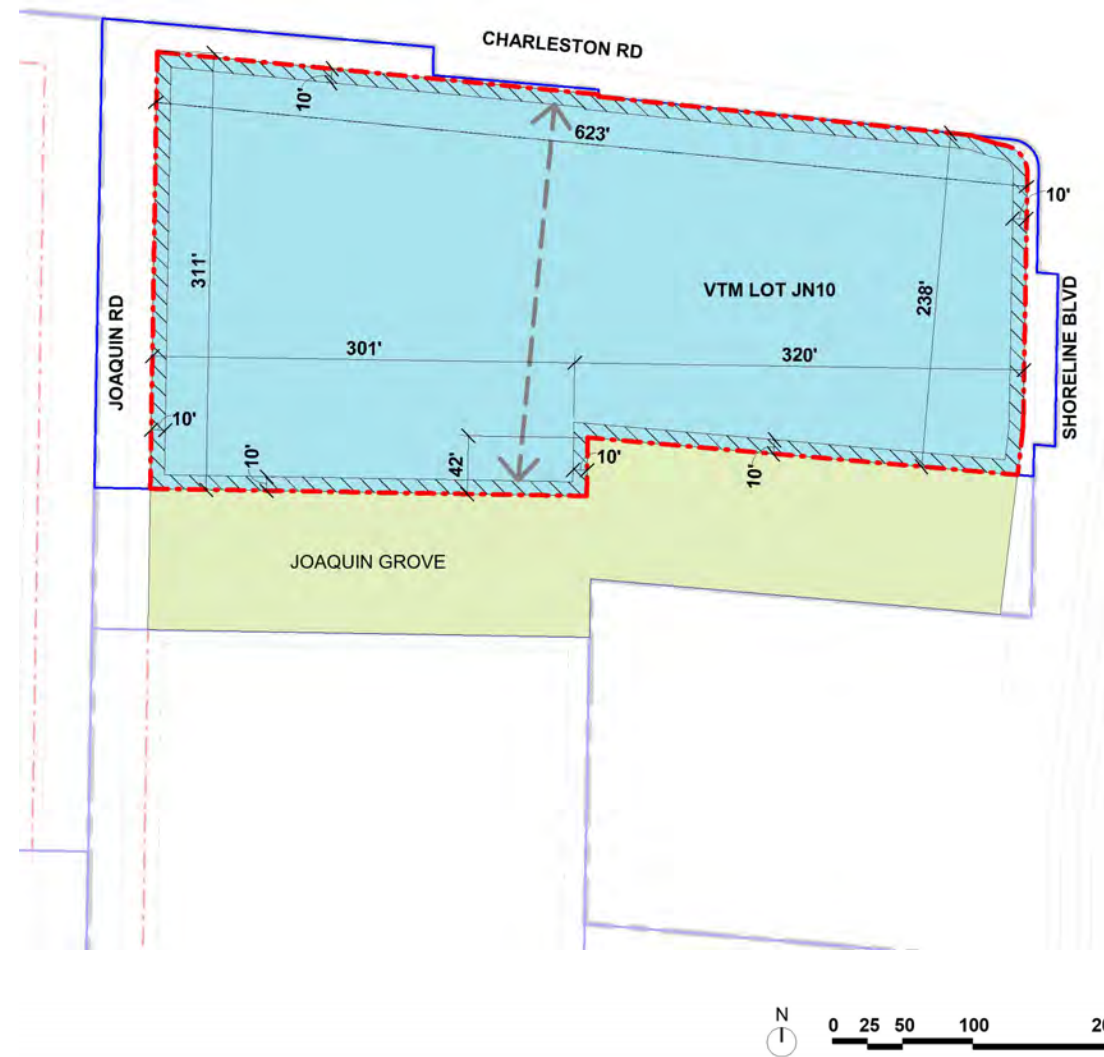 CHARLESTON RD
10'
623'
10'
311'
VTM LOT JN10
238'
JOAQUIN RD
SHORELINE BLVD
301'
320'
10'
10'
42'
10'
10'
JOAQUIN GROVE
N
0 25 50 100